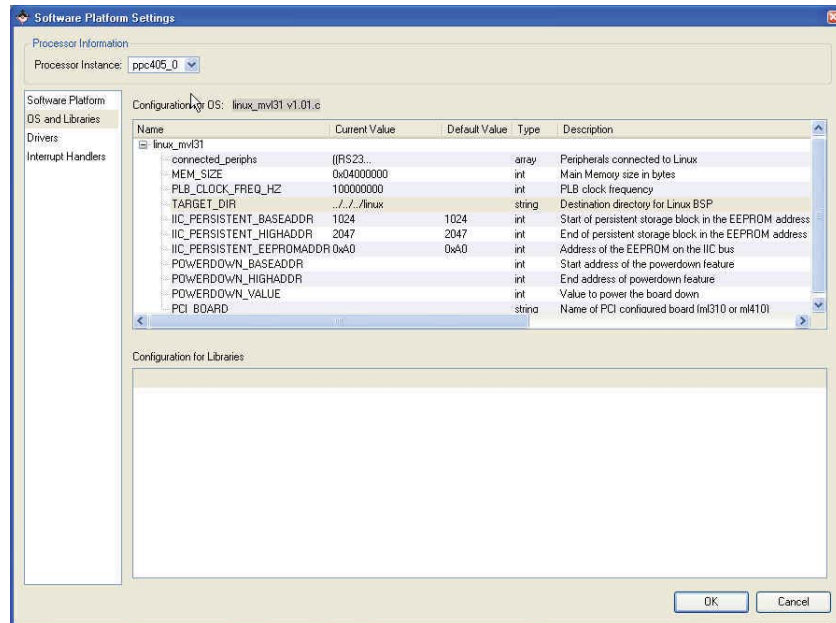 Software Platform Settings
Processor Information
Processor Instance: ppc405_0
Software Platform
OS and Libraries
Drivers
Interrupt Handlers
Configuration for OS: linux_mvl31 v1.01.c
Name Current Value Default Value Type Description
linux_mvl31
connected_periphs ((RS23... array Peripherals connected to Linux
MEM_SIZE 0x04000000 int Main Memory size in bytes
PLB_CLOCK_FREQ_HZ 100000000 int PLB clock frequency
TARGET_DIR ../../../linux string Destination directory for Linux BSP
IIC_PERSISTENT_BASEADDR 1024 1024 int Start of persistent storage block in the EEPROM address
IIC_PERSISTENT_HIGHADDR 2047 2047 int End of persistent storage block in the EEPROM address
IIC_PERSISTENT_EEPROMADDR 0xA0 0xA0 int Address of the EEPROM on the IIC bus
POWERDOWN_BASEADDR int Start address of the powerdown feature
POWERDOWN_HIGHADDR int End address of powerdown feature
POWERDOWN_VALUE int Value to power the board down
PCI_BOARD string Name of PCI configured board (ml310 or ml410)
Configuration for Libraries
OK Cancel